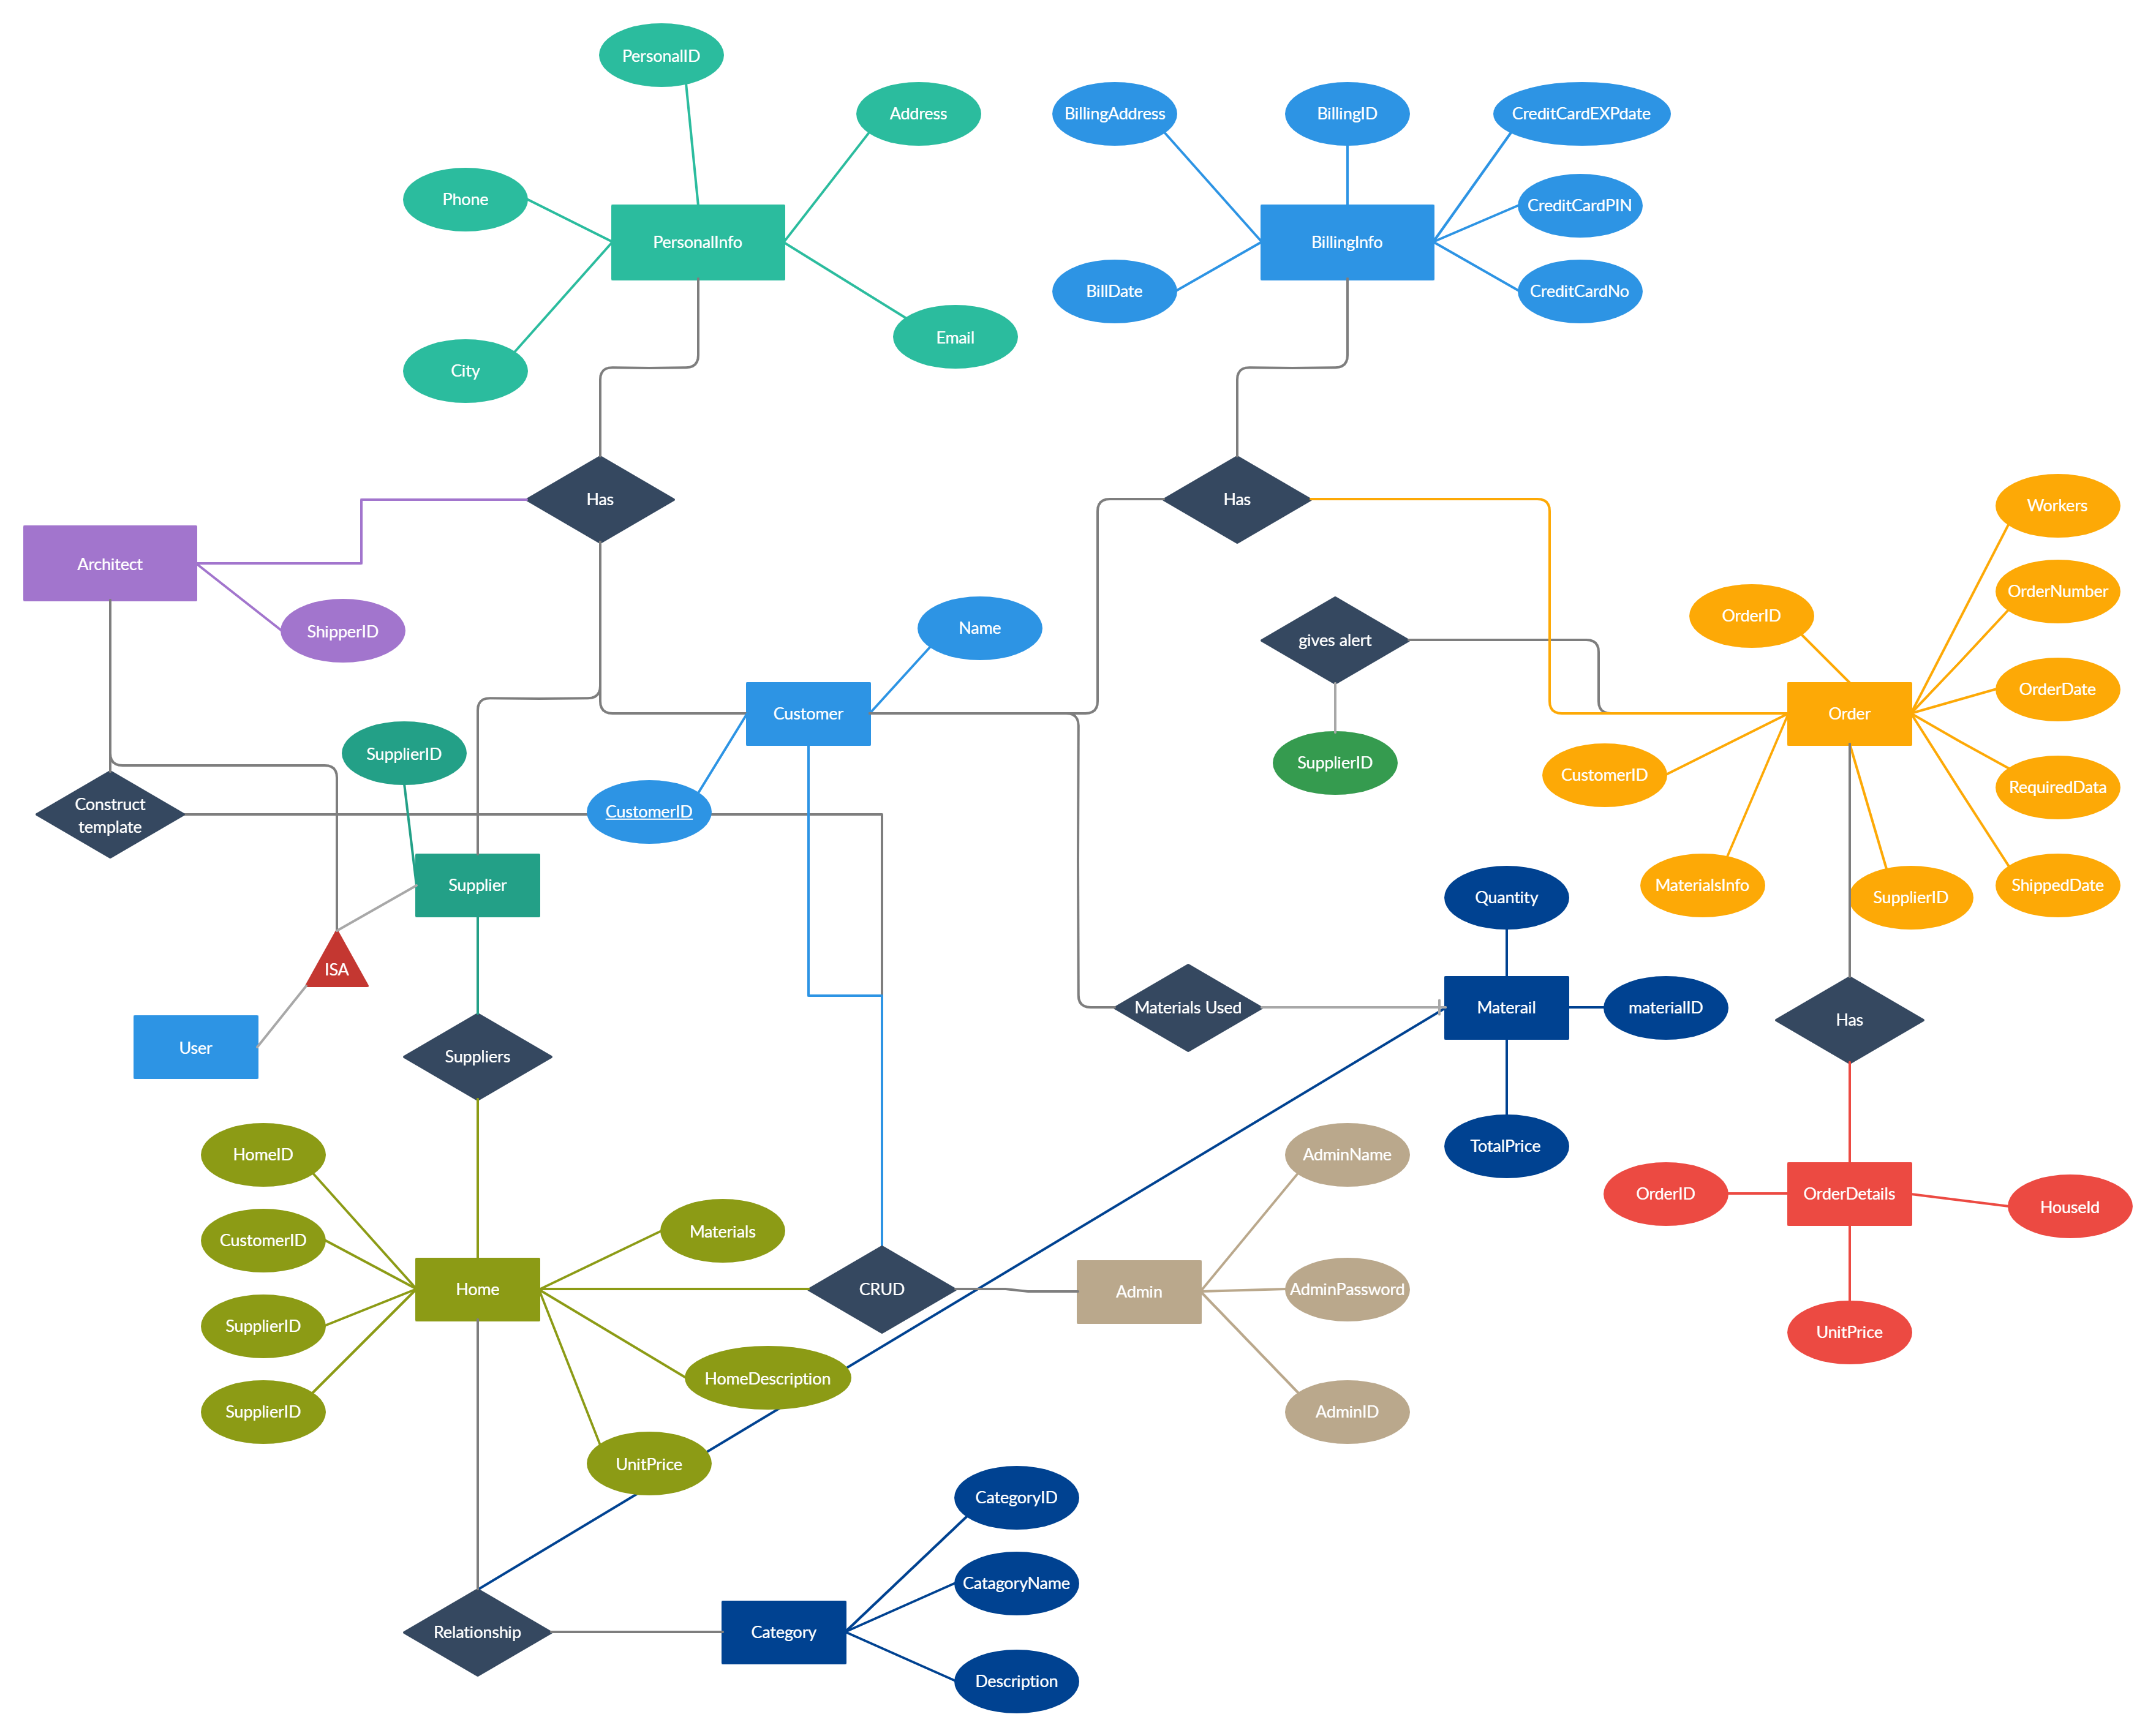 PersonalID
Address
BillingAddress
BillingID
CreditCardEXPdate
Phone
CreditCardPIN
PersonalInfo
BillingInfo
BillDate
CreditCardNo
Email
City
Has
Has
Workers
Architect
OrderNumber
OrderID
ShipperID
Name
gives alert
OrderDate
Customer
Order
SupplierID
SupplierID
CustomerID
RequiredData
Construct
template
CustomerID
Supplier
MaterialsInfo
ShippedDate
Quantity
SupplierID
ISA
Materials Used
Materail
materialID
Has
User
Suppliers
TotalPrice
HomeID
AdminName
OrderID
OrderDetails
HouseId
Materials
CustomerID
Home
CRUD
Admin
AdminPassword
SupplierID
UnitPrice
HomeDescription
SupplierID
AdminID
UnitPrice
CategoryID
CatagoryName
Relationship
Category
Description